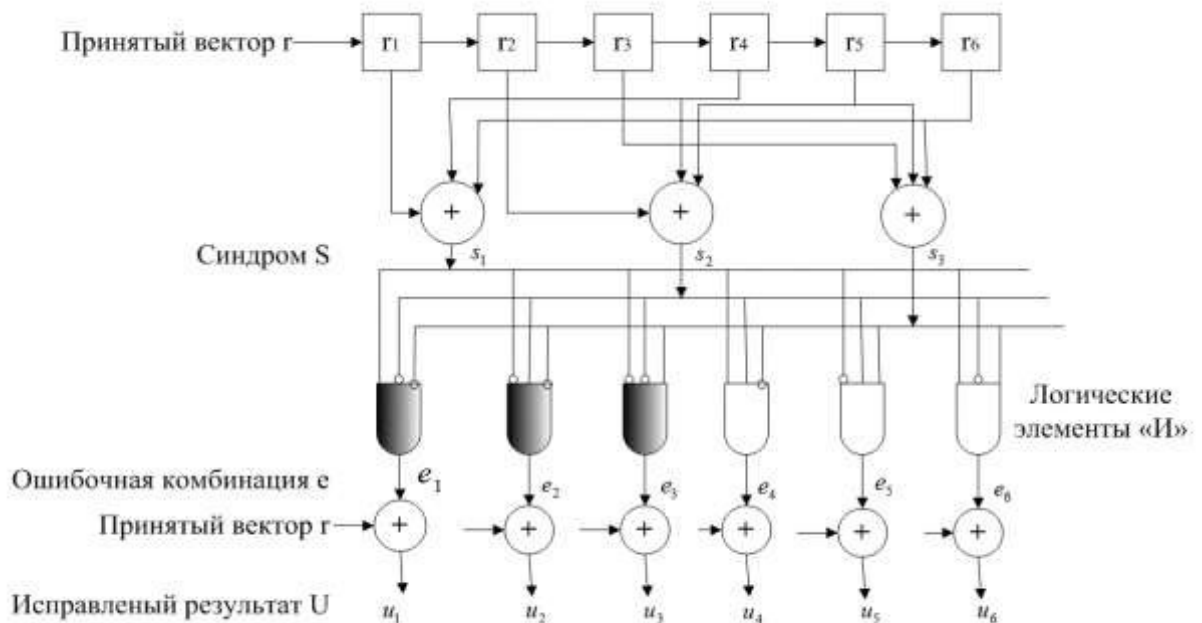 Принятый вектор r
r1 r2 r3 r4 r5 r6
+ + +
Синдром S
s1 s2 s3
Логические
элементы «И»
Ошибочная комбинация e
e1 e2 e3 e4 e5 e6
Принятый вектор r
+ + + + + +
Исправленый результат U
u1 u2 u3 u4 u5 u6